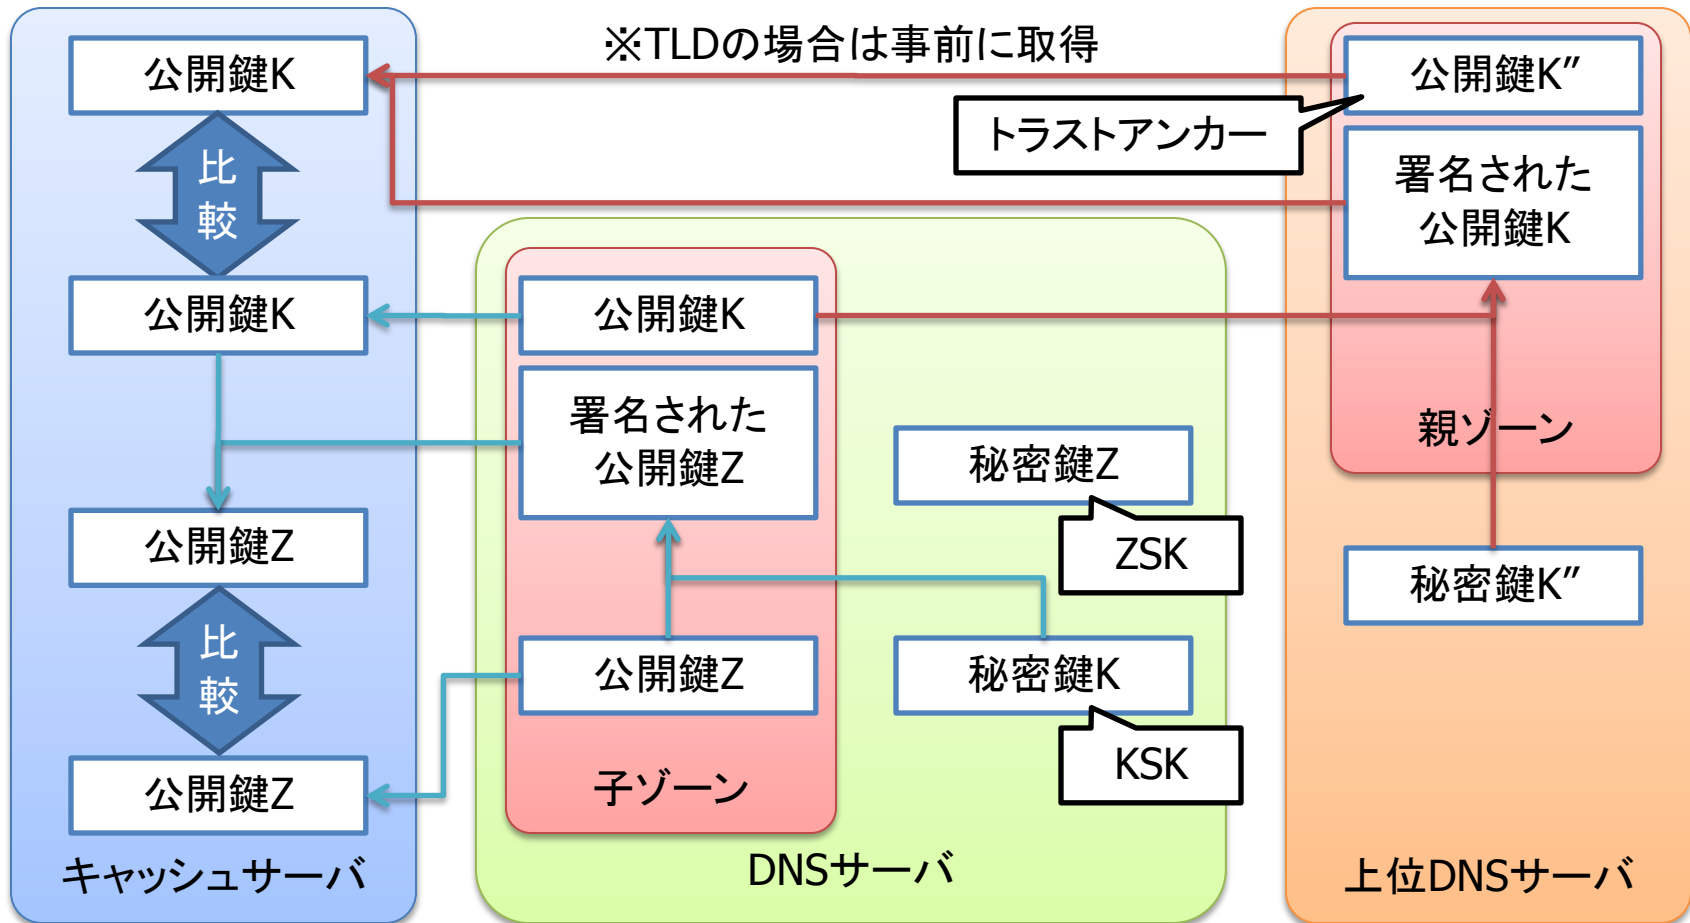 ※TLDの場合は事前に取得
公開鍵K
比
較
公開鍵K
公開鍵Z
比
較
公開鍵Z
キャッシュサーバ
公開鍵K
署名された
公開鍵Z
公開鍵Z
子ゾーン
秘密鍵Z
ZSK
秘密鍵K
KSK
DNSサーバ
公開鍵K”
トラストアンカー
署名された
公開鍵K
親ゾーン
秘密鍵K”
上位DNSサーバ